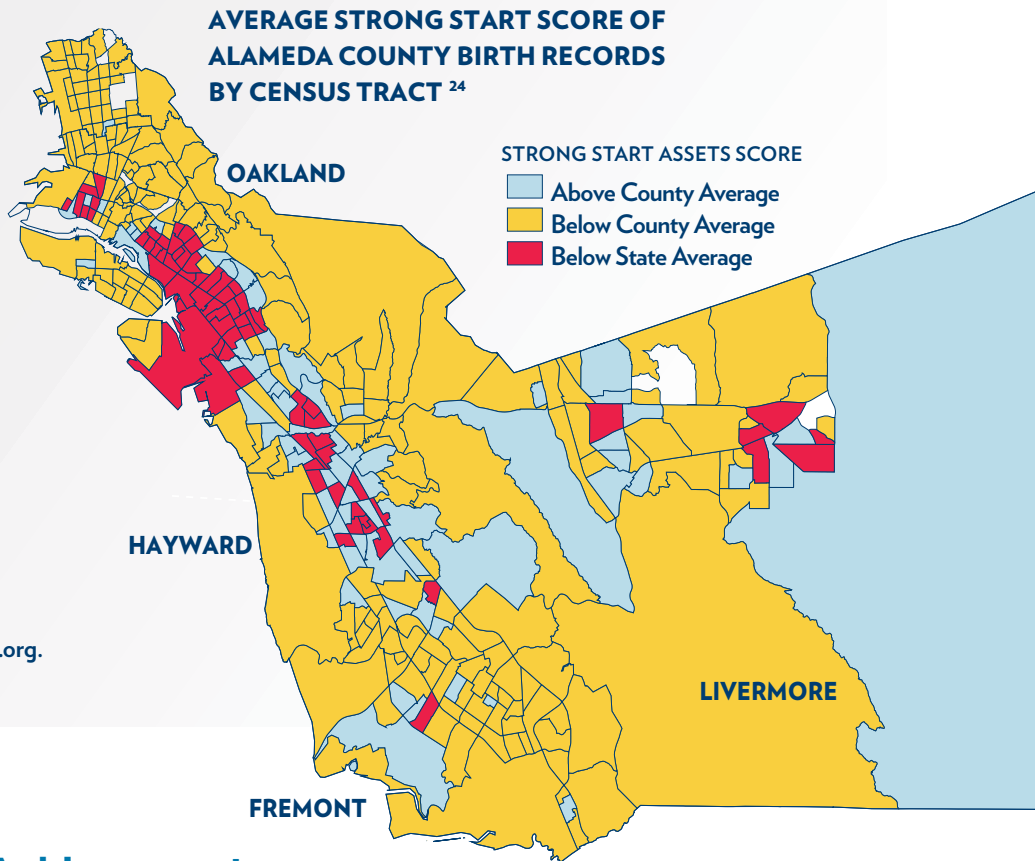 AVERAGE STRONG START SCORE OF
ALAMEDA COUNTY BIRTH RECORDS
BY CENSUS TRACT 24
STRONG START ASSETS SCORE
Above County Average
Below County Average
Below State Average
OAKLAND
HAYWARD
.org.
LIVERMORE
FREMONT